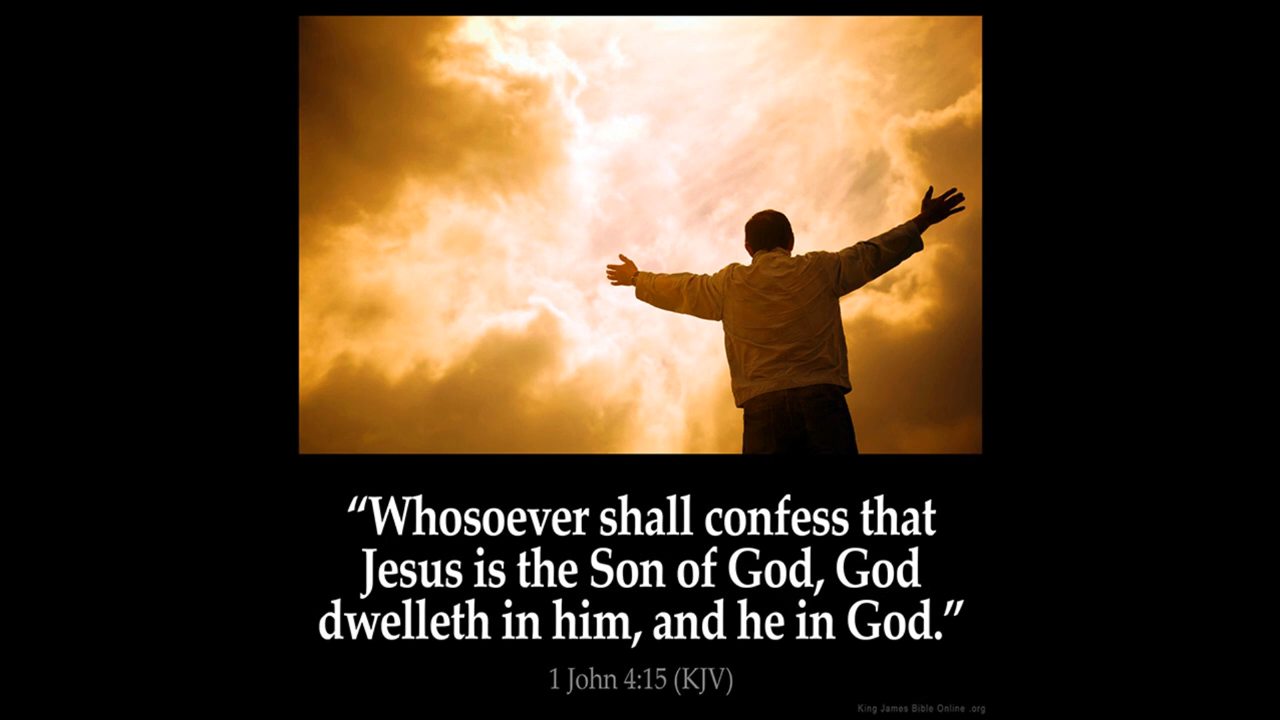 “Whosoever shall confess that
Jesus is the Son of God, God
dwelleth in him, and he in God.”
1 John 4:15 (KJV)
King James Bible Online .org